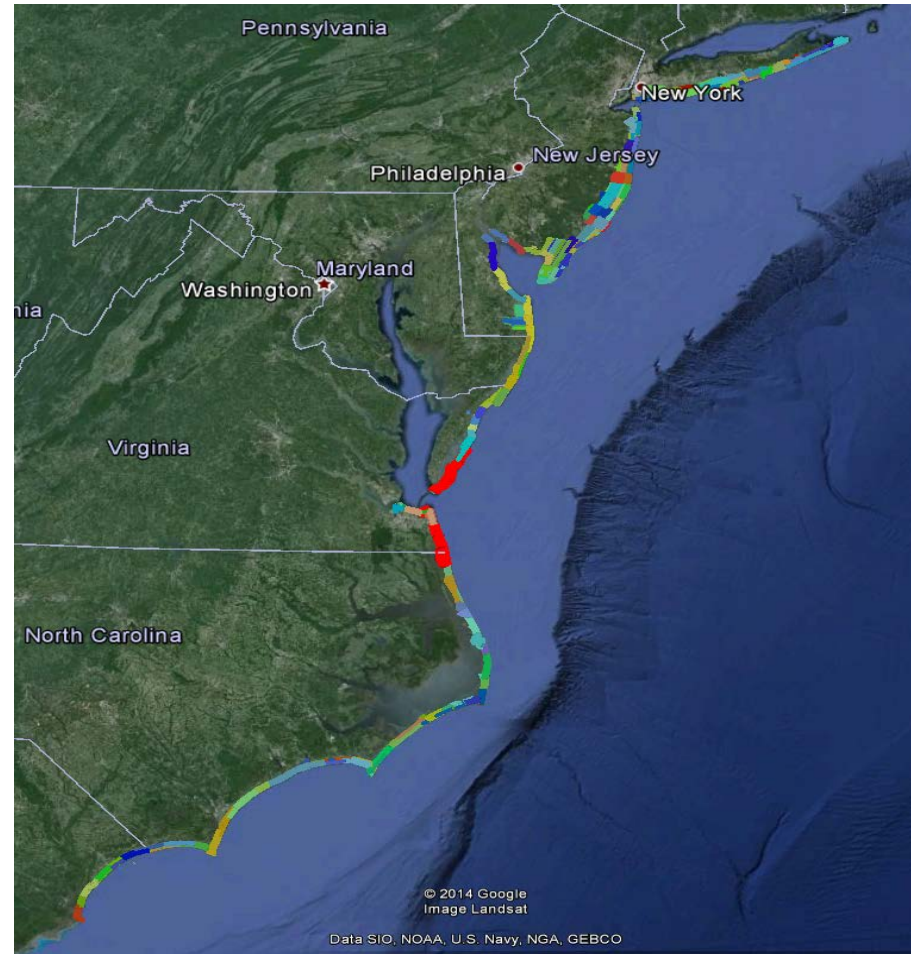 Pennsylvania
New York
Philadelphia
New Jersey
Maryland
Washington
nia
Virginia
North Carolina
© 2014 Google
Image Landsat
Data SIO, NOAA, U.S. Navy, NGA, GEBCO